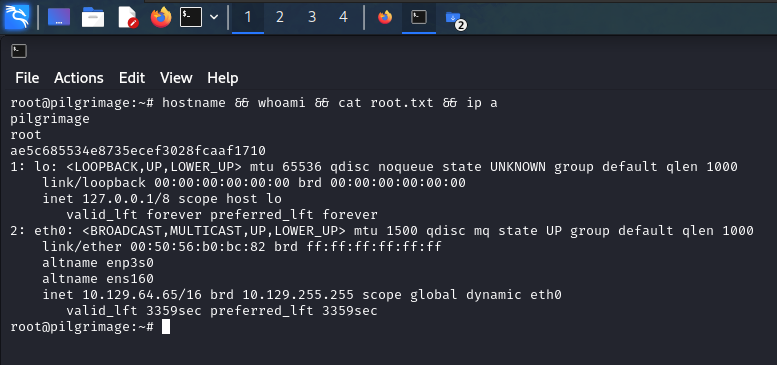 1 2 3 4 2
File Actions Edit View Help
root@pilgrimage:~# hostname && whoami && cat root.txt && ip a
pilgrimage
root
ae5c685534e8735ecef3028fcaaf1710
1: lo: <LOOPBACK,UP,LOWER_UP> mtu 65536 qdisc noqueue state UNKNOWN group default qlen 1000
    link/loopback 00:00:00:00:00:00 brd 00:00:00:00:00:00
    inet 127.0.0.1/8 scope host lo
       valid_lft forever preferred_lft forever
2: eth0: <BROADCAST,MULTICAST,UP,LOWER_UP> mtu 1500 qdisc mq state UP group default qlen 1000
    link/ether 00:50:56:b0:bc:82 brd ff:ff:ff:ff:ff:ff
    altname enp3s0
    altname ens160
    inet 10.129.64.65/16 brd 10.129.255.255 scope global dynamic eth0
       valid_lft 3359sec preferred_lft 3359sec
root@pilgrimage:~#